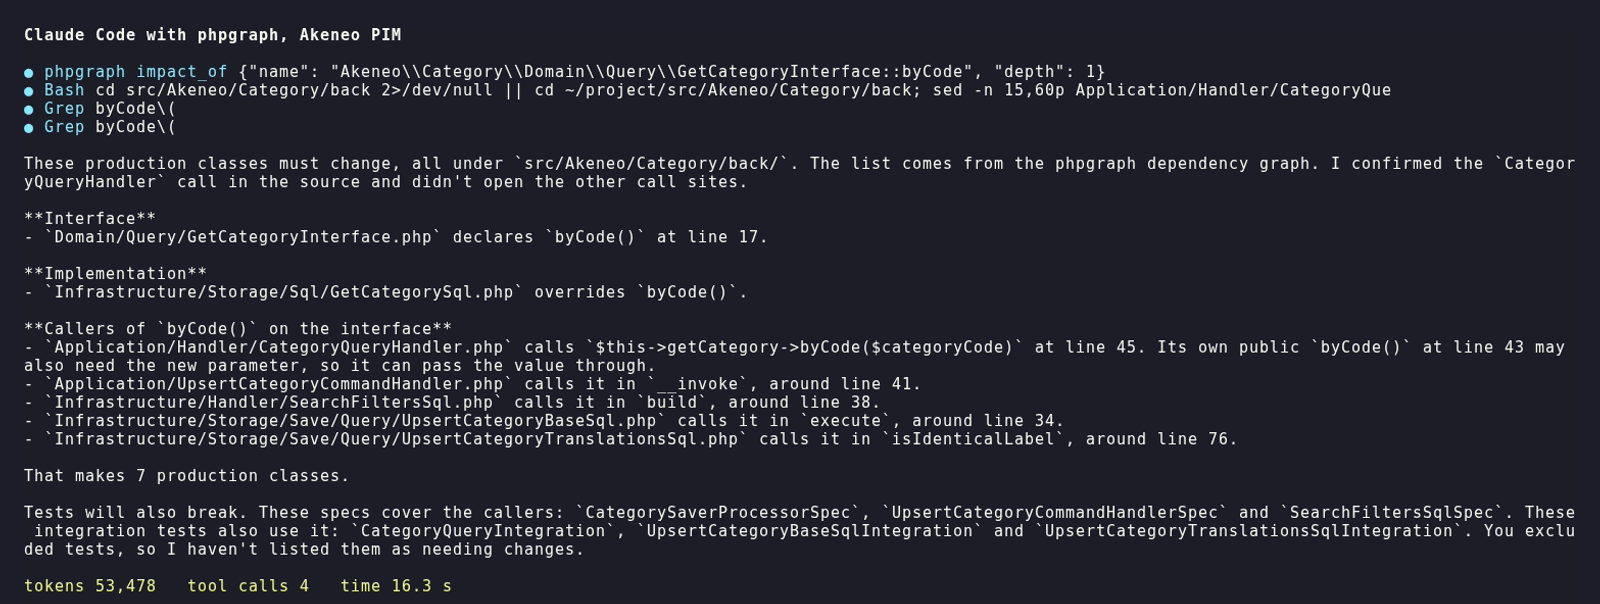 Claude Code with phpgraph, Akeneo PIM
● phpgraph impact_of {"name": "Akeneo\\Category\\Domain\\Query\\GetCategoryInterface::byCode", "depth": 1}
● Bash cd src/Akeneo/Category/back 2>/dev/null || cd ~/project/src/Akeneo/Category/back; sed -n 15,60p Application/Handler/CategoryQue
● Grep byCode\(
● Grep byCode\(
These production classes must change, all under `src/Akeneo/Category/back/`. The list comes from the phpgraph dependency graph. I confirmed the `Categor
yQueryHandler` call in the source and didn't open the other call sites.
**Interface**
- `Domain/Query/GetCategoryInterface.php` declares `byCode()` at line 17.
**Implementation**
- `Infrastructure/Storage/Sql/GetCategorySql.php` overrides `byCode()`.
**Callers of `byCode()` on the interface**
- `Application/Handler/CategoryQueryHandler.php` calls `$this->getCategory->byCode($categoryCode)` at line 45. Its own public `byCode()` at line 43 may
also need the new parameter, so it can pass the value through.
- `Application/UpsertCategoryCommandHandler.php` calls it in `__invoke`, around line 41.
- `Infrastructure/Handler/SearchFiltersSql.php` calls it in `build`, around line 38.
- `Infrastructure/Storage/Save/Query/UpsertCategoryBaseSql.php` calls it in `execute`, around line 34.
- `Infrastructure/Storage/Save/Query/UpsertCategoryTranslationsSql.php` calls it in `isIdenticalLabel`, around line 76.
That makes 7 production classes.
Tests will also break. These specs cover the callers: `CategorySaverProcessorSpec`, `UpsertCategoryCommandHandlerSpec` and `SearchFiltersSqlSpec`. These
 integration tests also use it: `CategoryQueryIntegration`, `UpsertCategoryBaseSqlIntegration` and `UpsertCategoryTranslationsSqlIntegration`. You exclu
ded tests, so I haven't listed them as needing changes.
tokens 53,478   tool calls 4   time 16.3 s